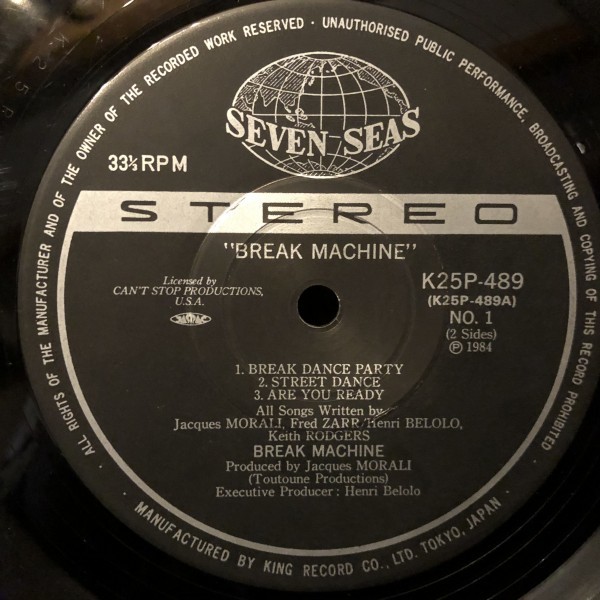 · ALL RIGHTS OF THE MANUFACTURER AND OF THE OWNER OF THE RECORDED WORK RESERVED · UNAUTHORISED PUBLIC PERFORMANCE, BROADCASTING AND COPYING OF THIS RECORD PROHIBITED ·
SEVEN SEAS
33⅓ RPM
STEREO
"BREAK MACHINE"
Licensed by
CAN'T STOP PRODUCTIONS,
U.S.A.
K25P-489
(K25P-489A)
NO. 1
(2 Sides)
Ⓟ 1984
1. BREAK DANCE PARTY
2. STREET DANCE
3. ARE YOU READY
All Songs Written by
Jacques MORALI, Fred ZARR/Henri BELOLO,
Keith RODGERS
BREAK MACHINE
Produced by Jacques MORALI
(Toutoune Productions)
Executive Producer : Henri Belolo
MANUFACTURED BY KING RECORD CO., LTD. TOKYO, JAPAN ·